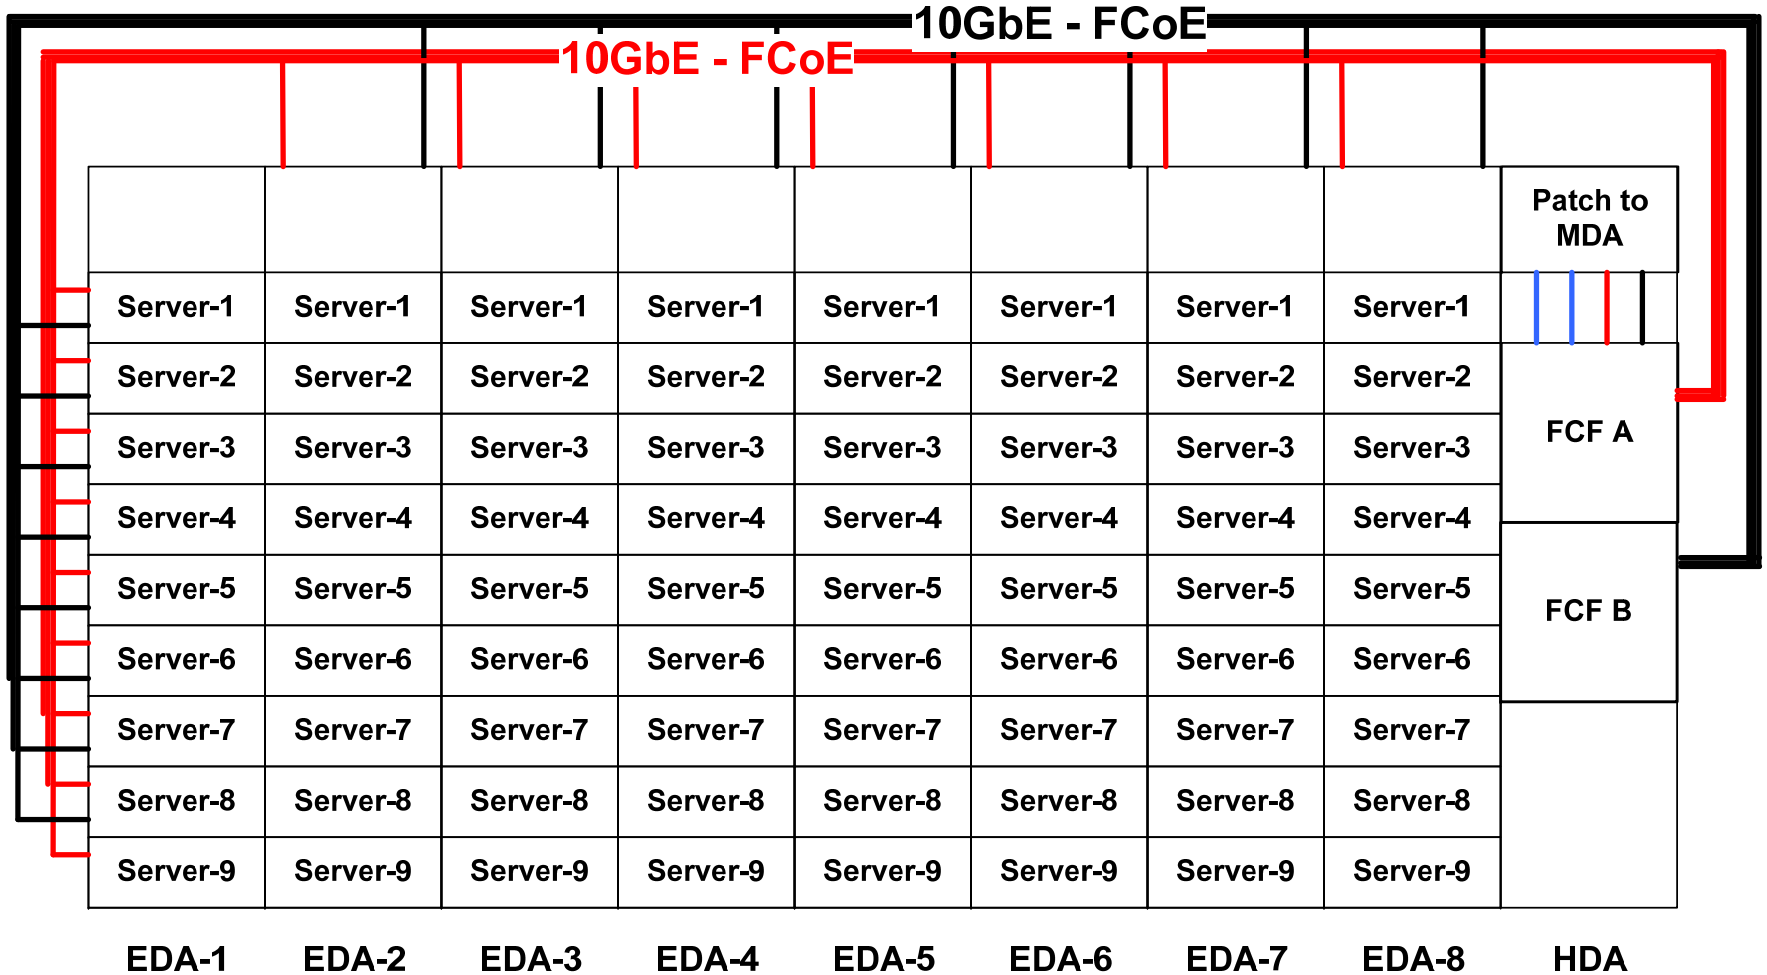 10GbE - FCoE
10GbE - FCoE
Patch to
MDA
Server-1 Server-1 Server-1 Server-1 Server-1 Server-1 Server-1 Server-1
Server-2 Server-2 Server-2 Server-2 Server-2 Server-2 Server-2 Server-2
Server-3 Server-3 Server-3 Server-3 Server-3 Server-3 Server-3 Server-3 FCF A
Server-4 Server-4 Server-4 Server-4 Server-4 Server-4 Server-4 Server-4
Server-5 Server-5 Server-5 Server-5 Server-5 Server-5 Server-5 Server-5 FCF B
Server-6 Server-6 Server-6 Server-6 Server-6 Server-6 Server-6 Server-6
Server-7 Server-7 Server-7 Server-7 Server-7 Server-7 Server-7 Server-7
Server-8 Server-8 Server-8 Server-8 Server-8 Server-8 Server-8 Server-8
Server-9 Server-9 Server-9 Server-9 Server-9 Server-9 Server-9 Server-9
EDA-1 EDA-2 EDA-3 EDA-4 EDA-5 EDA-6 EDA-7 EDA-8 HDA